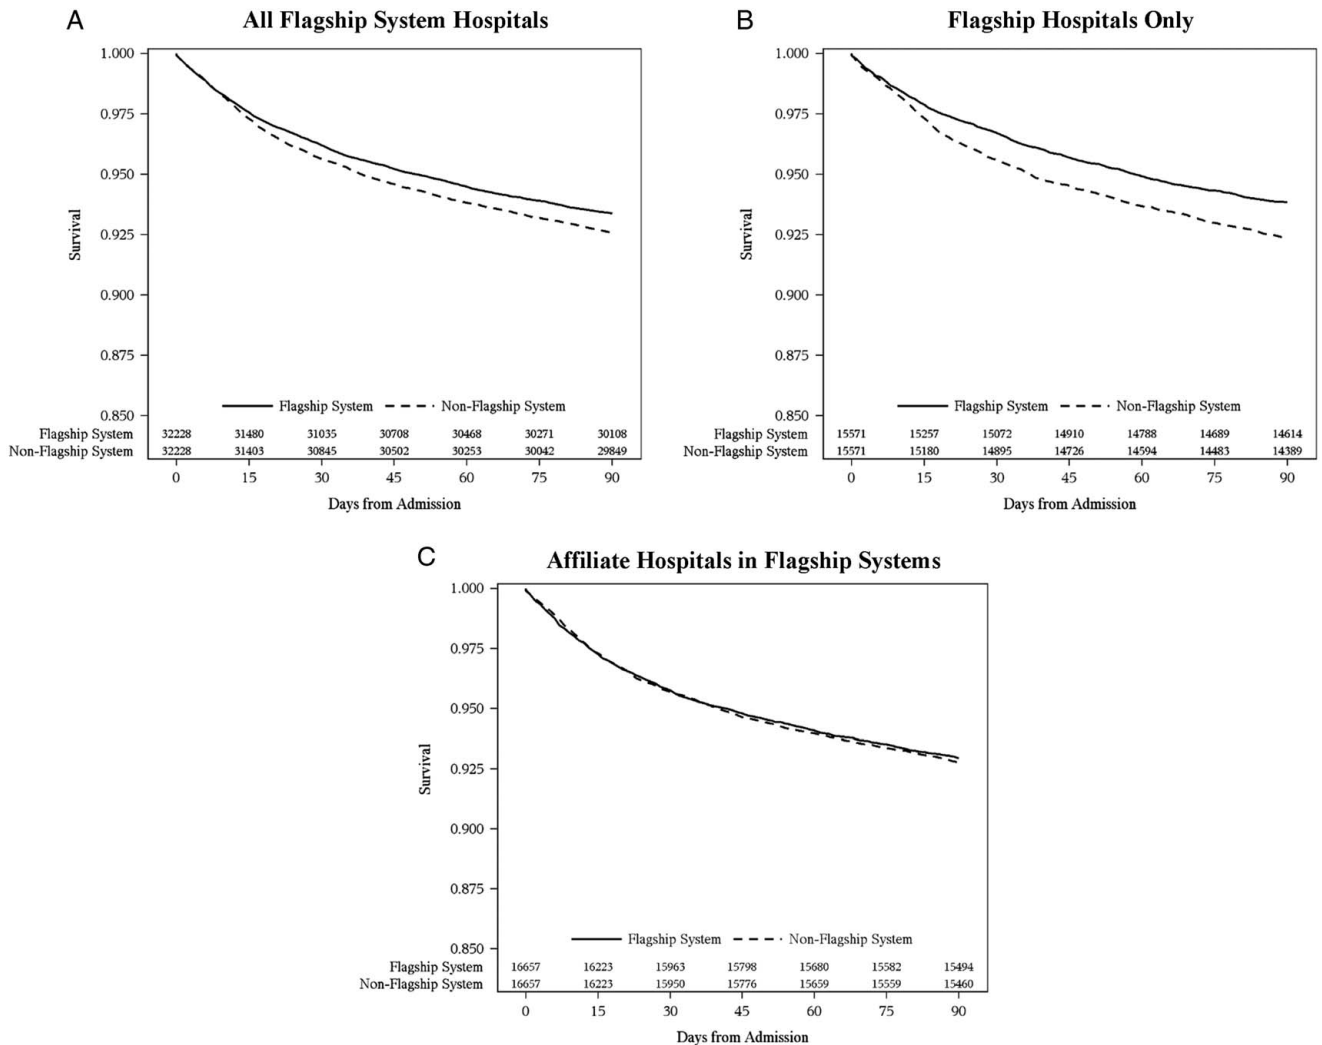 A
All Flagship System Hospitals
1.000
0.975
0.950
0.925
0.900
0.875
0.850
Survival
Flagship System Non-Flagship System
Flagship System 32228 31480 31035 30708 30468 30271 30108
Non-Flagship System 32228 31403 30845 30502 30253 30042 29849
0 15 30 45 60 75 90
Days from Admission
B
Flagship Hospitals Only
1.000
0.975
0.950
0.925
0.900
0.875
0.850
Survival
Flagship System Non-Flagship System
Flagship System 15571 15257 15072 14910 14788 14689 14614
Non-Flagship System 15571 15180 14895 14726 14594 14483 14389
0 15 30 45 60 75 90
Days from Admission
C
Affiliate Hospitals in Flagship Systems
1.000
0.975
0.950
0.925
0.900
0.875
0.850
Survival
Flagship System Non-Flagship System
Flagship System 16657 16223 15963 15798 15680 15582 15494
Non-Flagship System 16657 16223 15950 15776 15659 15559 15460
0 15 30 45 60 75 90
Days from Admission